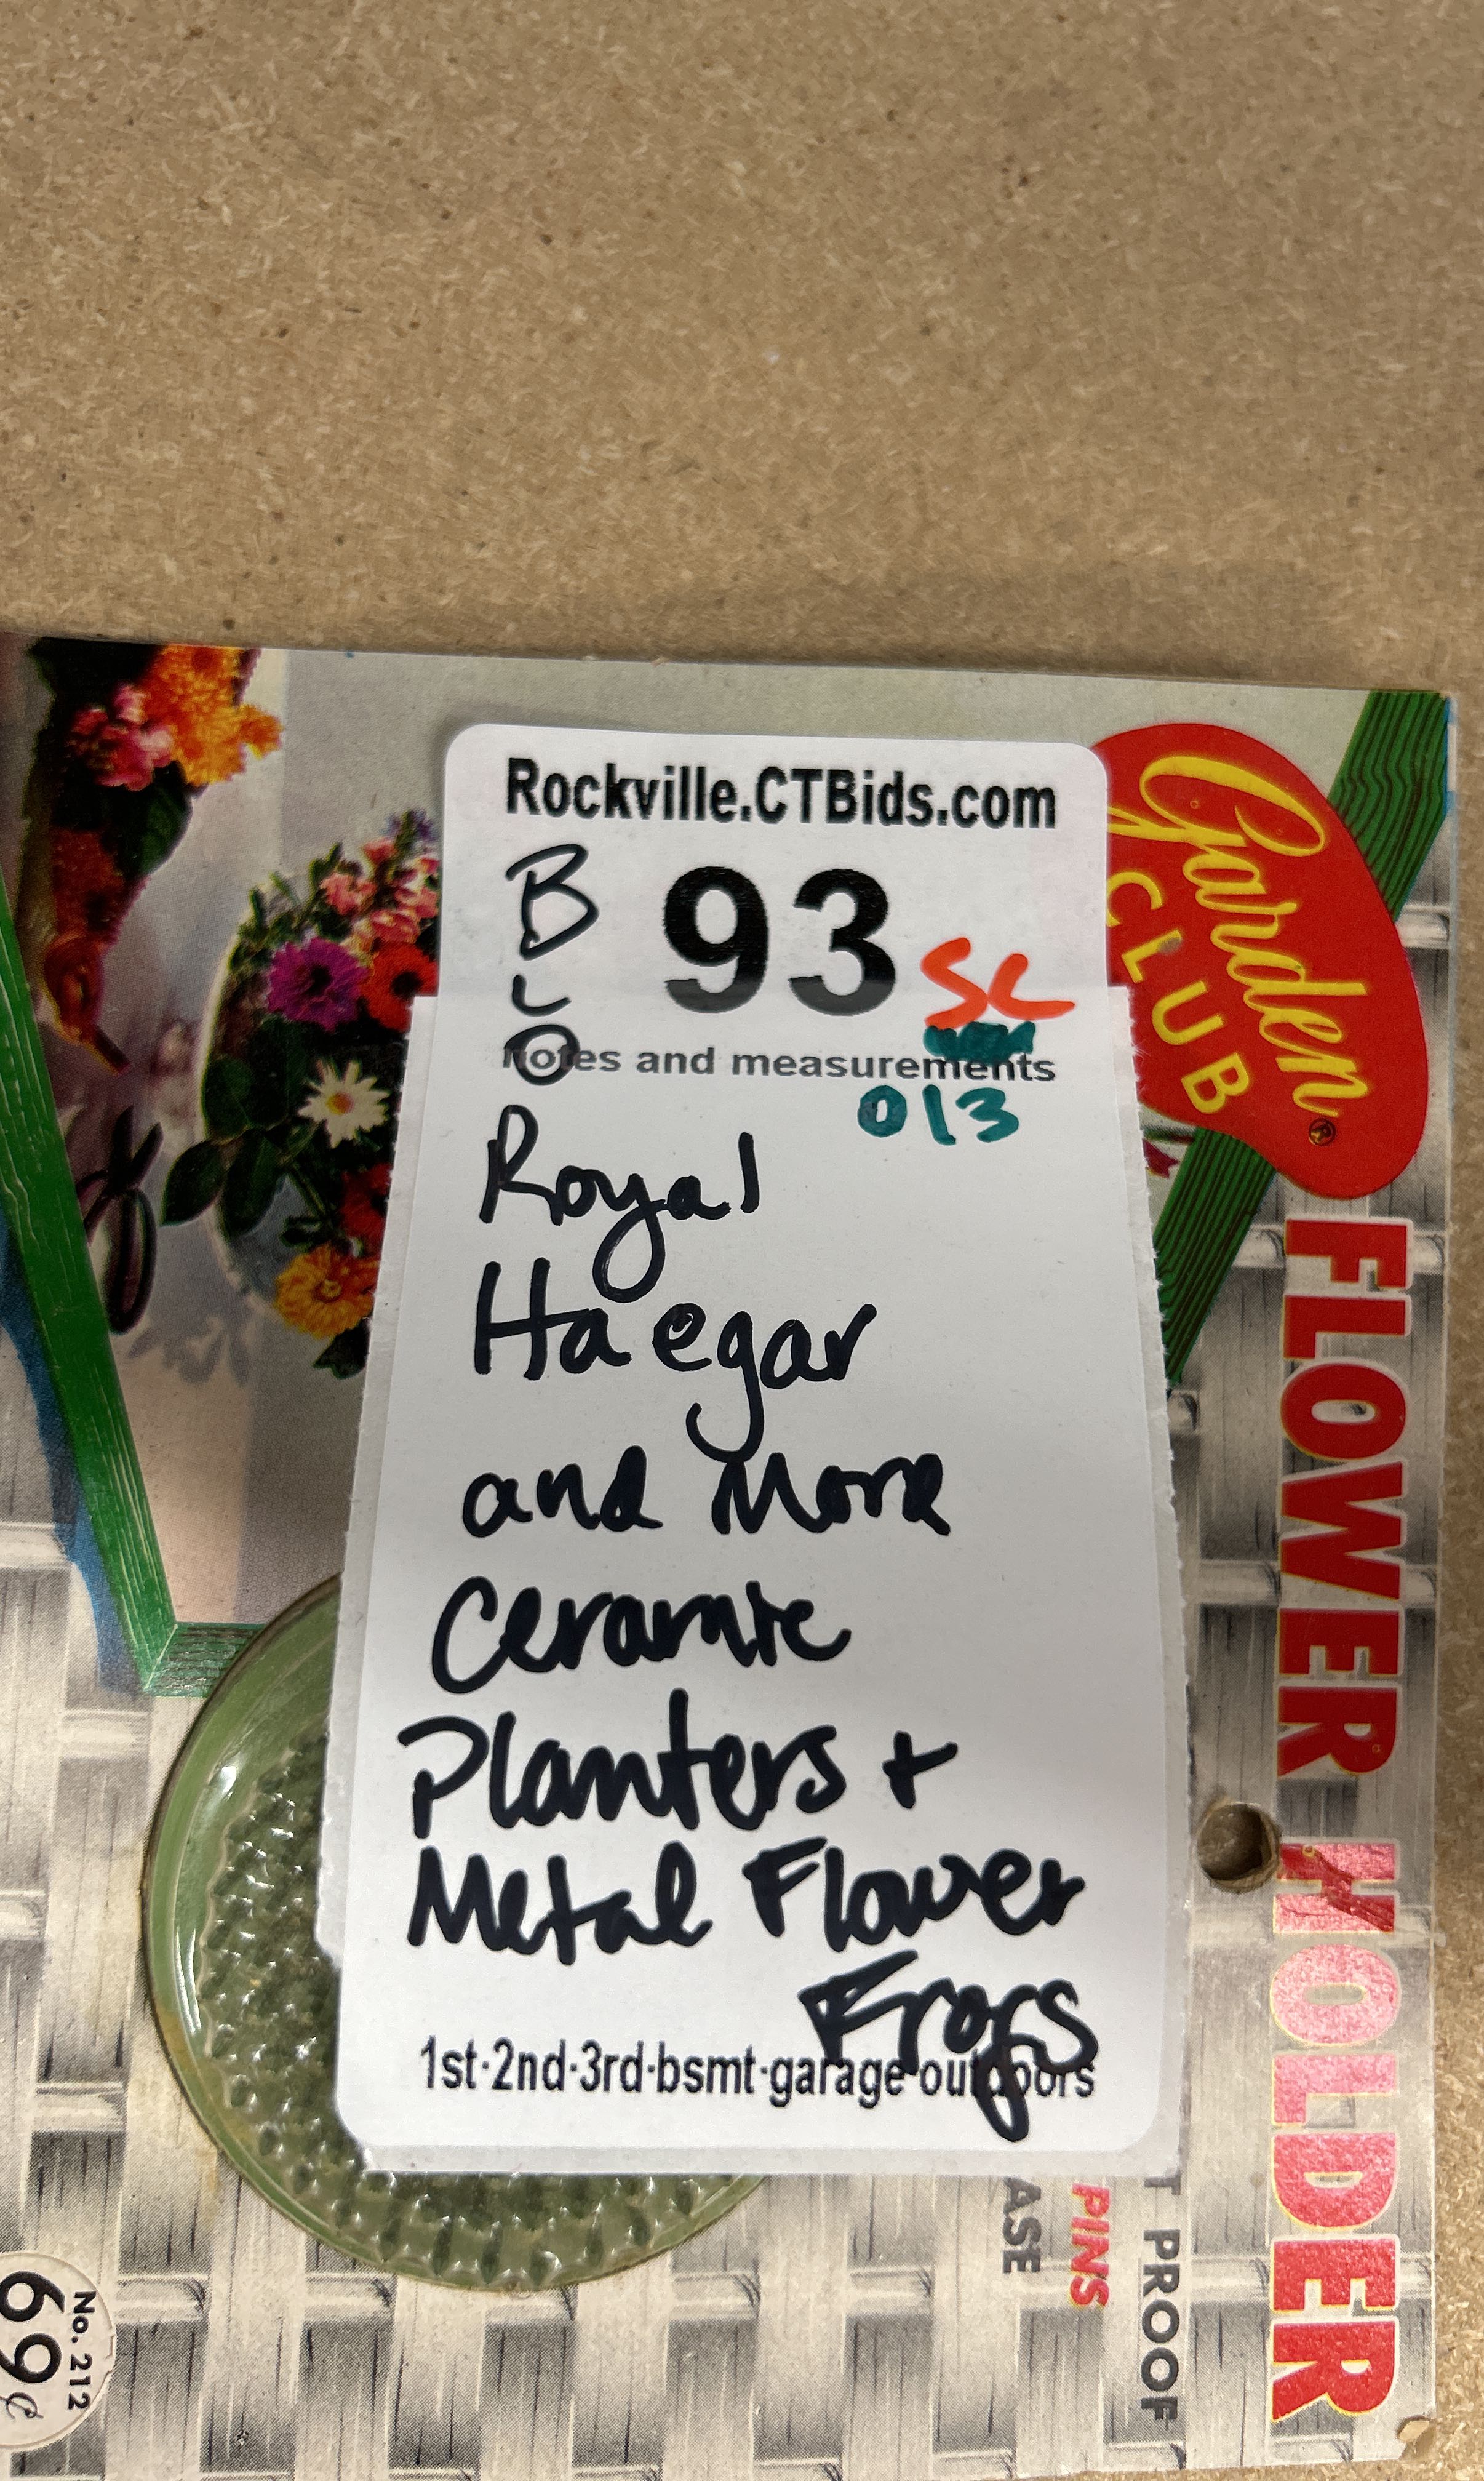 Rockville.CTBids.com
B
L
O
93
SC
notes and measurements
013
Royal
Haegar
and More
Ceramic
Planters +
Metal Flower
Frogs
1st·2nd·3rd·bsmt·garage·outdoors
Garden
CLUB
®
FLOWER HOLDER
T PROOF
PINS
ASE
No. 212
69¢